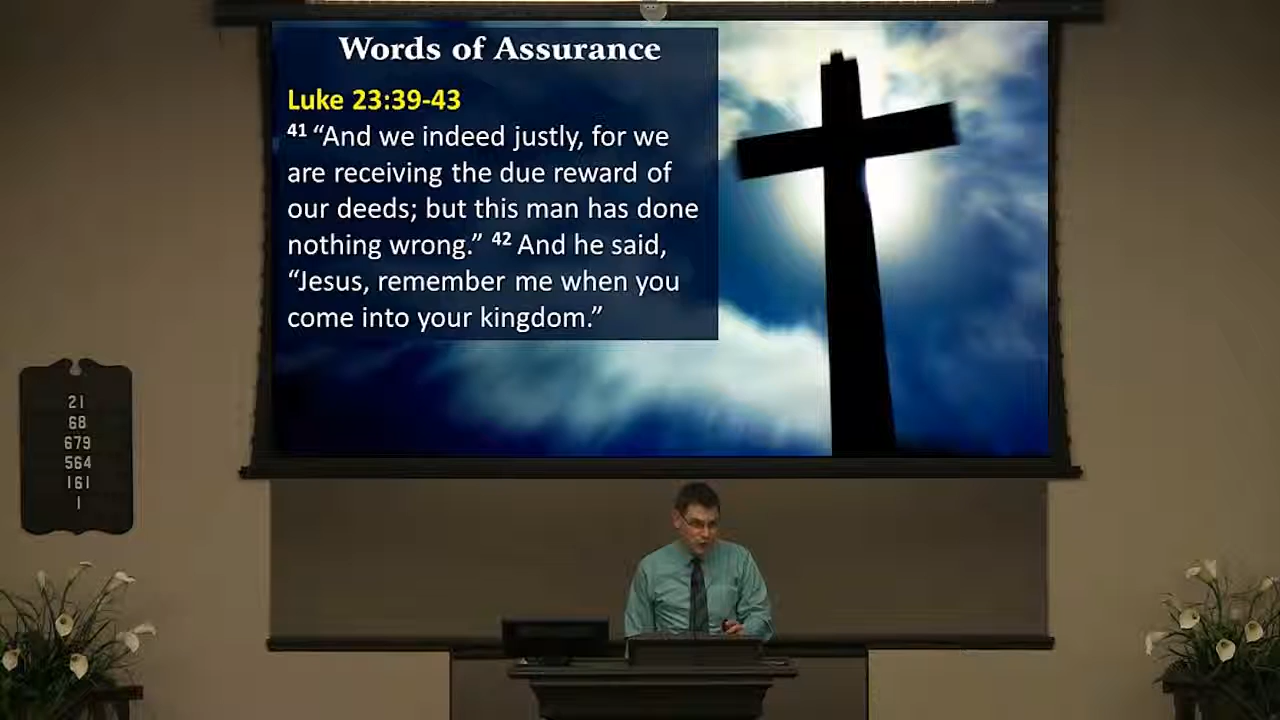 Words of Assurance
Luke 23:39-43
41 “And we indeed justly, for we
are receiving the due reward of
our deeds; but this man has done
nothing wrong.” 42 And he said,
“Jesus, remember me when you
come into your kingdom.”
21
68
679
564
161
1